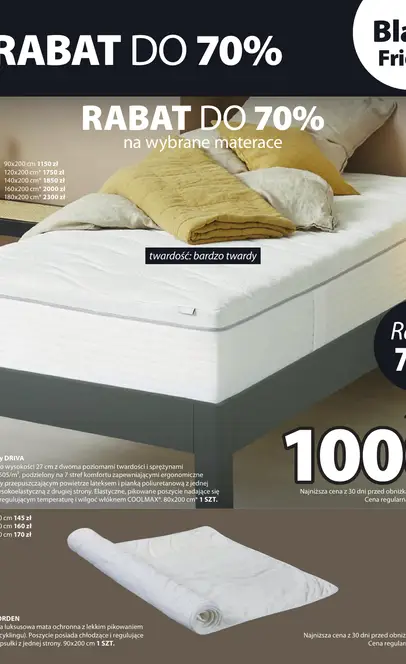 RABAT DO 70%
RABAT DO 70%
na wybrane materace
90x200 cm 1150 zł
120x200 cm* 1750 zł
140x200 cm* 1850 zł
160x200 cm* 2000 zł
180x200 cm* 2300 zł
twardość: bardzo twardy
DRIVA
o wysokości 27 cm z dwoma poziomami twardości i sprężynami
505/m², podzielony na 7 stref komfortu zapewniającymi ergonomiczne
y przepuszczającym powietrze lateksem i pianką poliuretanową z jednej
ysokoelastyczną z drugiej strony. Elastyczne, pikowane poszycie nadające się
regulującym temperaturę i wilgoć włóknem COOLMAX®. 80x200 cm* 1 SZT.
100
Najniższa cena z 30 dni przed obniżk
Cena regularn
0 cm 145 zł
0 cm 160 zł
0 cm 170 zł
ORDEN
a luksusowa mata ochronna z lekkim pikowaniem
cyklingu). Poszycie posiada chłodzące i regulujące
psułki z jednej strony. 90x200 cm 1 SZT.
Najniższa cena z 30 dni przed obniż
Cena regular